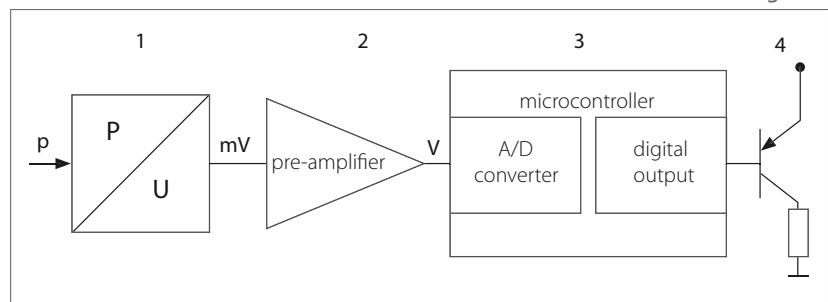 1 2 3 4
microcontroller
p
P
U
mV
pre-amplifier
V
A/D
converter
digital
output